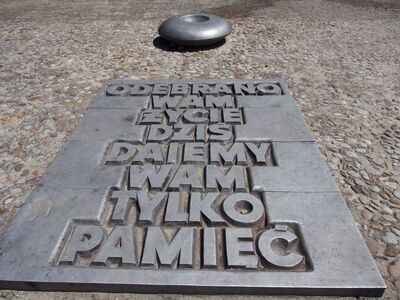 ODEBRANO
WAM
ŻYCIE
DZIŚ
DAJEMY
WAM
TYLKO
PAMIĘĆ